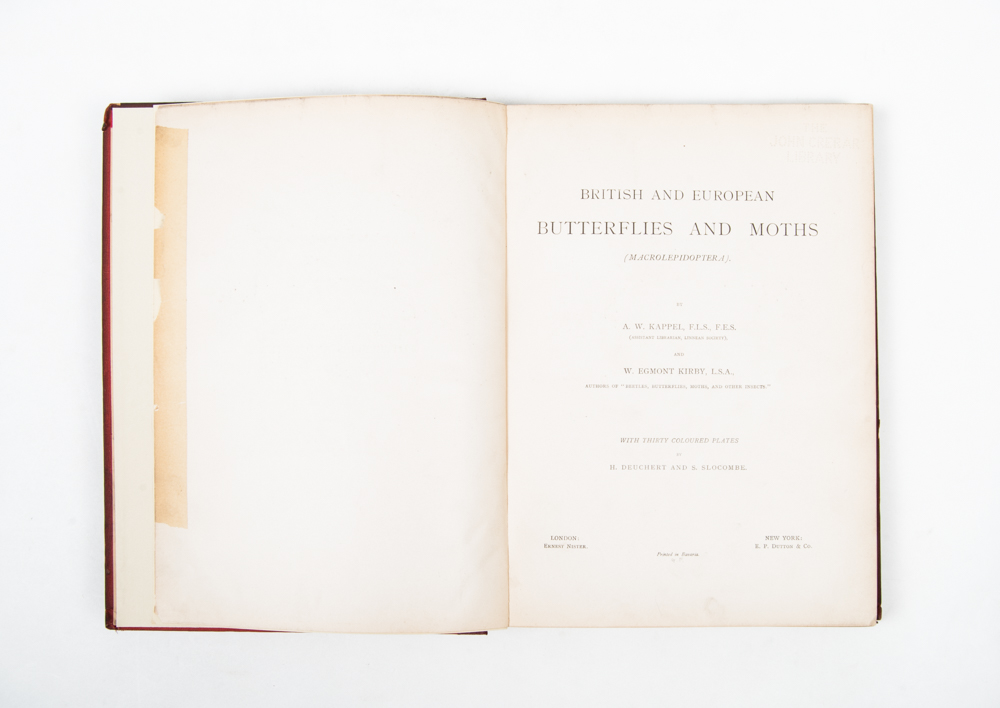 BRITISH AND EUROPEAN
BUTTERFLIES AND MOTHS
(MACROLEPIDOPTERA).
BY
A. W. KAPPEL, F.L.S., F.E.S.
(ASSISTANT LIBRARIAN, LINNEAN SOCIETY),
AND
W. EGMONT KIRBY, L.S.A.,
AUTHORS OF "BEETLES, BUTTERFLIES, MOTHS, AND OTHER INSECTS."
WITH THIRTY COLOURED PLATES
BY
H. DEUCHERT AND S. SLOCOMBE.
LONDON:
ERNEST NISTER.
NEW YORK:
E. P. DUTTON & CO.
Printed in Bavaria.